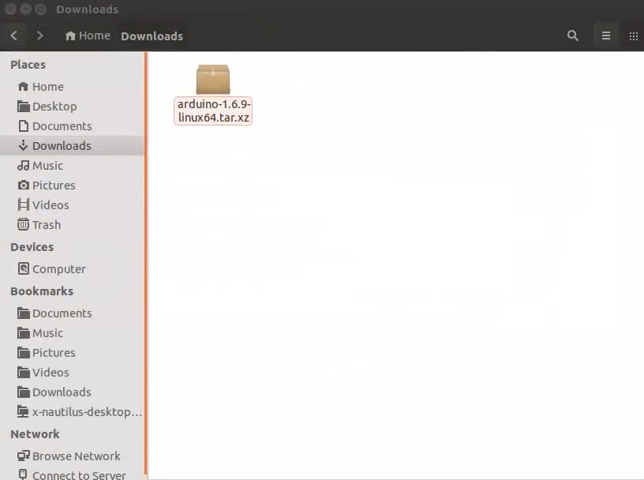 Downloads
Home Downloads
Places
Home
Desktop
Documents
Downloads
Music
Pictures
Videos
Trash
Devices
Computer
Bookmarks
Documents
Music
Pictures
Videos
Downloads
x-nautilus-desktop...
Network
Browse Network
Connect to Server
arduino-1.6.9-
linux64.tar.xz